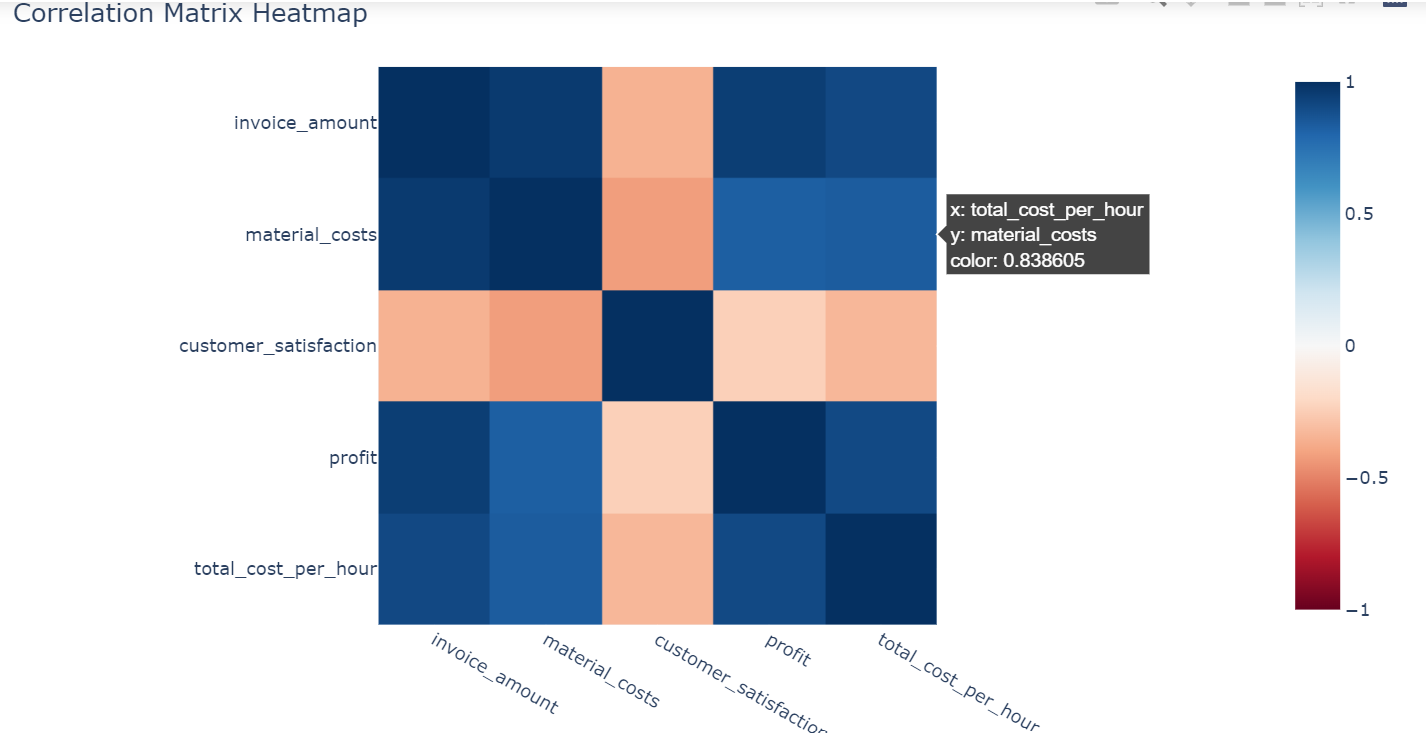 Correlation Matrix Heatmap
invoice_amount
material_costs
customer_satisfaction
profit
total_cost_per_hour
invoice_amount
material_costs
customer_satisfaction
profit
total_cost_per_hour
x: total_cost_per_hour
y: material_costs
color: 0.838605
1
0.5
0
−0.5
−1